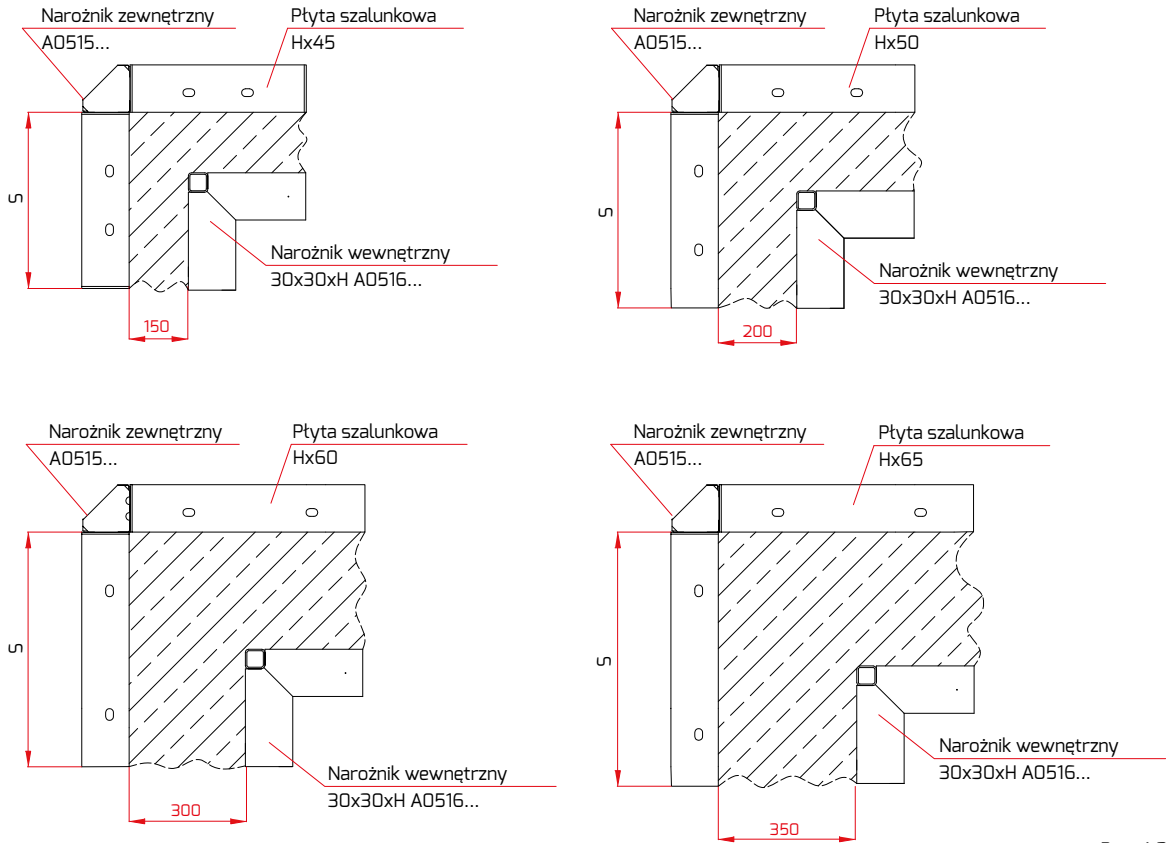 Narożnik zewnętrzny
A0515...
Płyta szalunkowa
Hx45
S
Narożnik wewnętrzny
30x30xH A0516...
150
Narożnik zewnętrzny
A0515...
Płyta szalunkowa
Hx50
S
Narożnik wewnętrzny
30x30xH A0516...
200
Narożnik zewnętrzny
A0515...
Płyta szalunkowa
Hx60
S
Narożnik wewnętrzny
30x30xH A0516...
300
Narożnik zewnętrzny
A0515...
Płyta szalunkowa
Hx65
S
Narożnik wewnętrzny
30x30xH A0516...
350